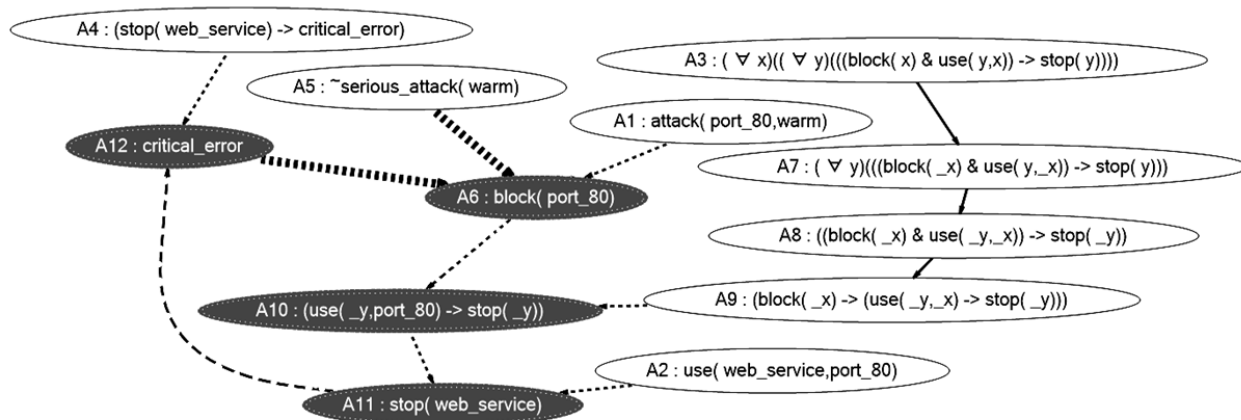 A4 : (stop( web_service) -> critical_error)
A3 : ( ∀ x)(( ∀ y)(((block( x) & use( y,x)) -> stop( y))))
A5 : ~serious_attack( warm)
A1 : attack( port_80,warm)
A12 : critical_error
A7 : ( ∀ y)(((block( _x) & use( y,_x)) -> stop( y)))
A6 : block( port_80)
A8 : ((block( _x) & use( _y,_x)) -> stop( _y))
A10 : (use( _y,port_80) -> stop( _y))
A9 : (block( _x) -> (use( _y,_x) -> stop( _y)))
A2 : use( web_service,port_80)
A11 : stop( web_service)